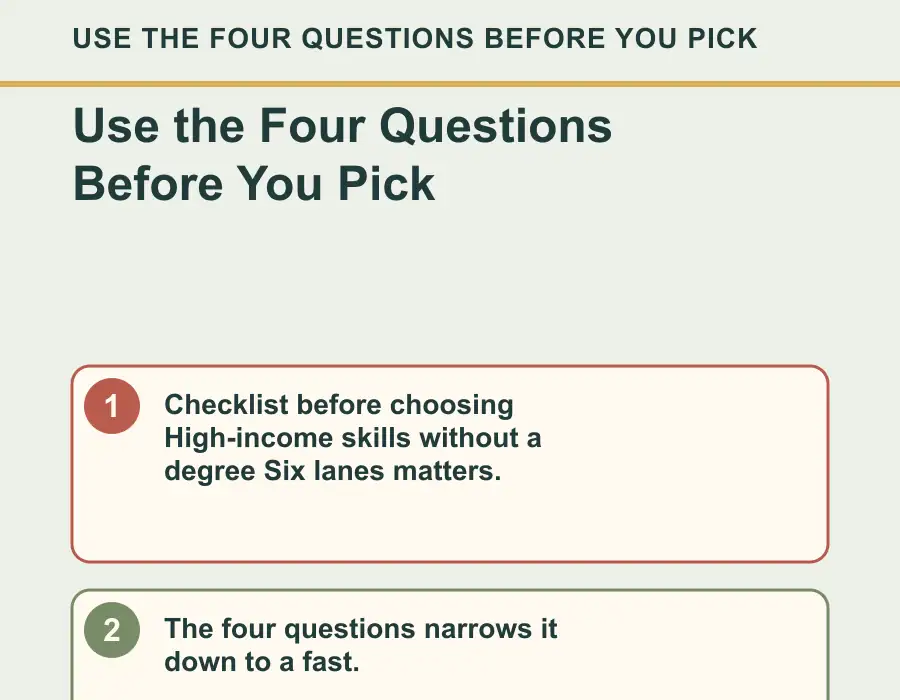 USE THE FOUR QUESTIONS BEFORE YOU PICK
Use the Four Questions
Before You Pick
1
Checklist before choosing
High-income skills without a
degree Six lanes matters.
2
The four questions narrows it
down to a fast.